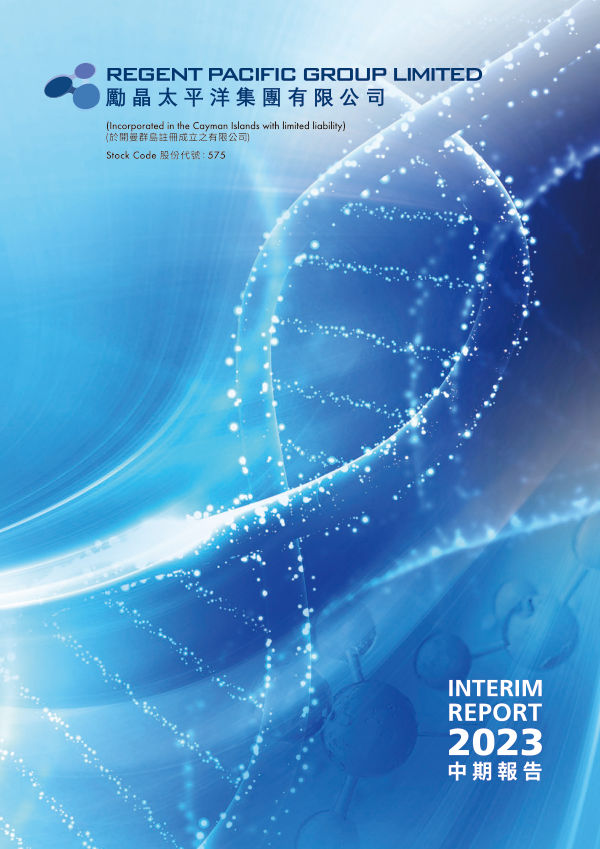 REGENT PACIFIC GROUP LIMITED
勵晶太平洋集團有限公司
(Incorporated in the Cayman Islands with limited liability)
(於開曼群島註冊成立之有限公司)
Stock Code 股份代號：575
INTERIM
REPORT
2023
中期報告